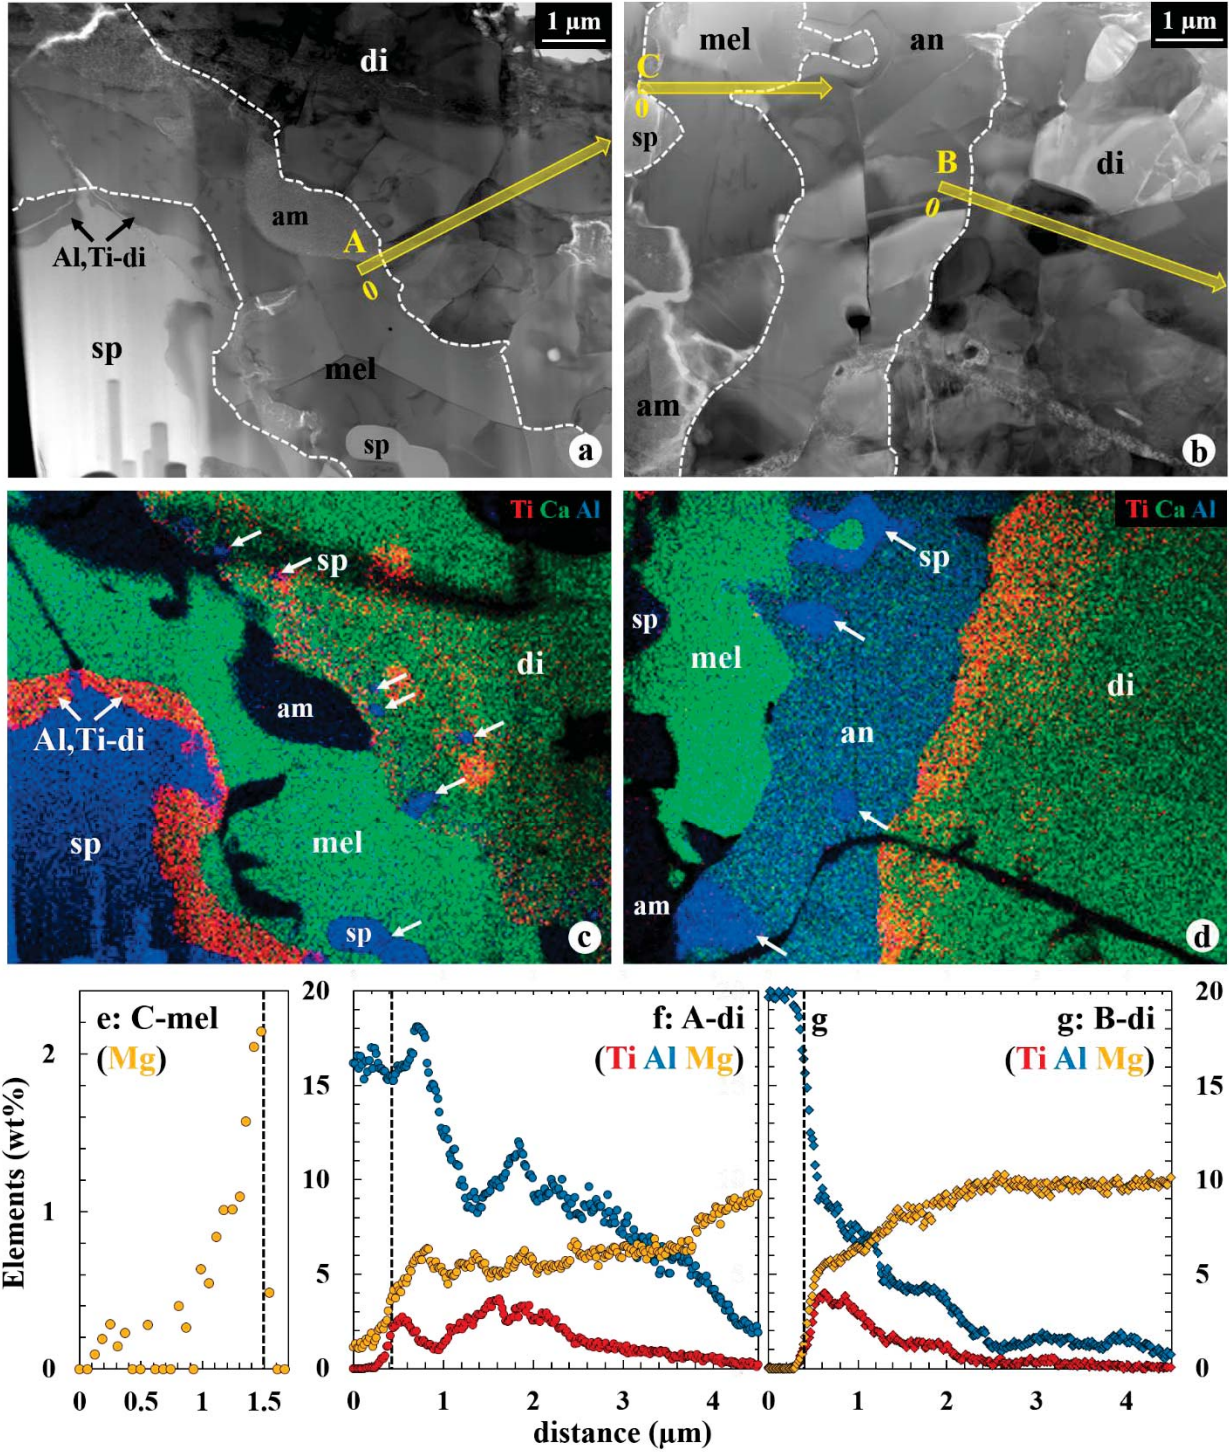 1 µm
di
am
A
0
Al,Ti-di
sp
mel
sp
a
1 µm
mel
an
C
0
sp
B
0
di
am
b
Ti Ca Al
sp
di
am
Al,Ti-di
mel
sp
sp
c
Ti Ca Al
sp
sp
mel
di
an
am
d
Elements (wt%)
e: C-mel
(Mg)
2
1
0
0 0.5 1 1.5
f: A-di
(Ti Al Mg)
20
15
10
5
0
0 1 2 3 4
g
g: B-di
(Ti Al Mg)
20
15
10
5
0
0 1 2 3 4
distance (µm)